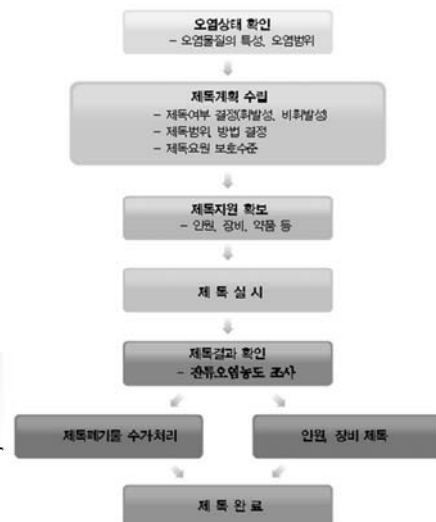 오염상태 확인
- 오염물질의 특성, 오염범위
제독계획 수립
- 제독여부 결정(휘발성, 비휘발성)
- 제독범위, 방법 결정
- 제독요원 보호수준
제독자원 확보
- 인원, 장비, 약품 등
제 독 실 시
제독결과 확인
- 잔류오염농도 조사
제독폐기물 수거처리
인원, 장비 제독
제 독 완 료